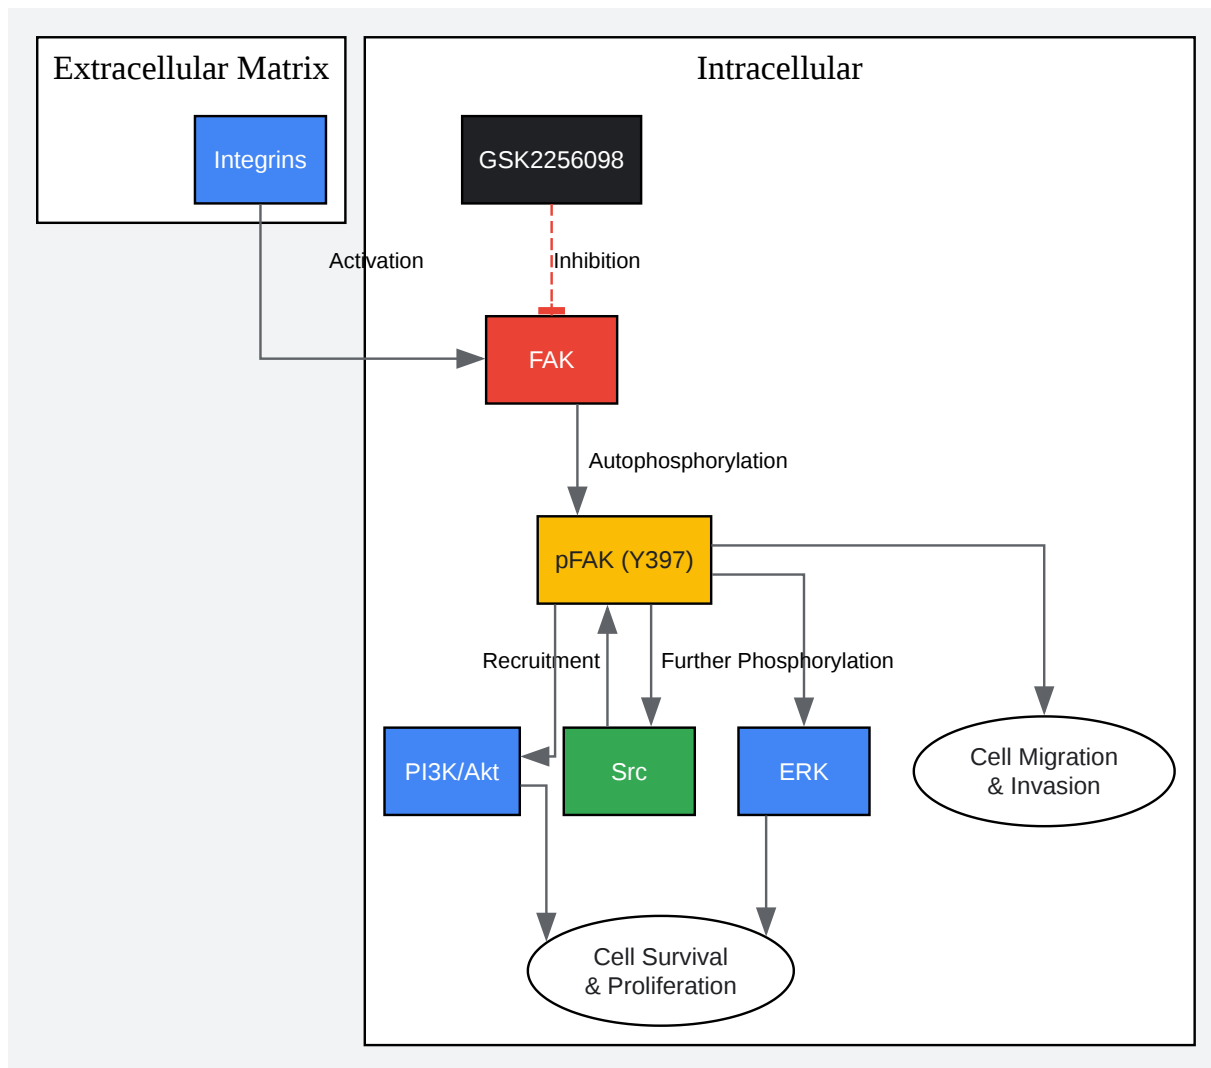 Extracellular Matrix
Intracellular
Integrins
GSK2256098
Activation
Inhibition
FAK
Autophosphorylation
pFAK (Y397)
Recruitment
Further Phosphorylation
PI3K/Akt
Src
ERK
Cell Migration
& Invasion
Cell Survival
& Proliferation